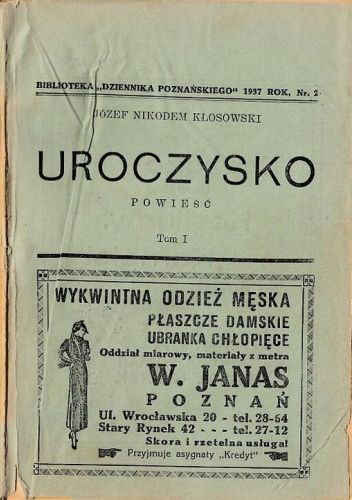 BIBLIOTEKA „DZIENNIKA POZNAŃSKIEGO" 1937 ROK, Nr. 2
JÓZEF NIKODEM KŁOSOWSKI
UROCZYSKO
POWIEŚĆ
Tom I
WYKWINTNA ODZIEŻ MĘSKA
PŁASZCZE DAMSKIE
UBRANKA CHŁOPIĘCE
Oddział miarowy, materiały z metra
W. JANAS
POZNAŃ
Ul. Wrocławska 20 - tel. 28-64
Stary Rynek 42 - - - tel. 27-12
Skora i rzetelna usługa!
Przyjmuje asygnaty „Kredyt"